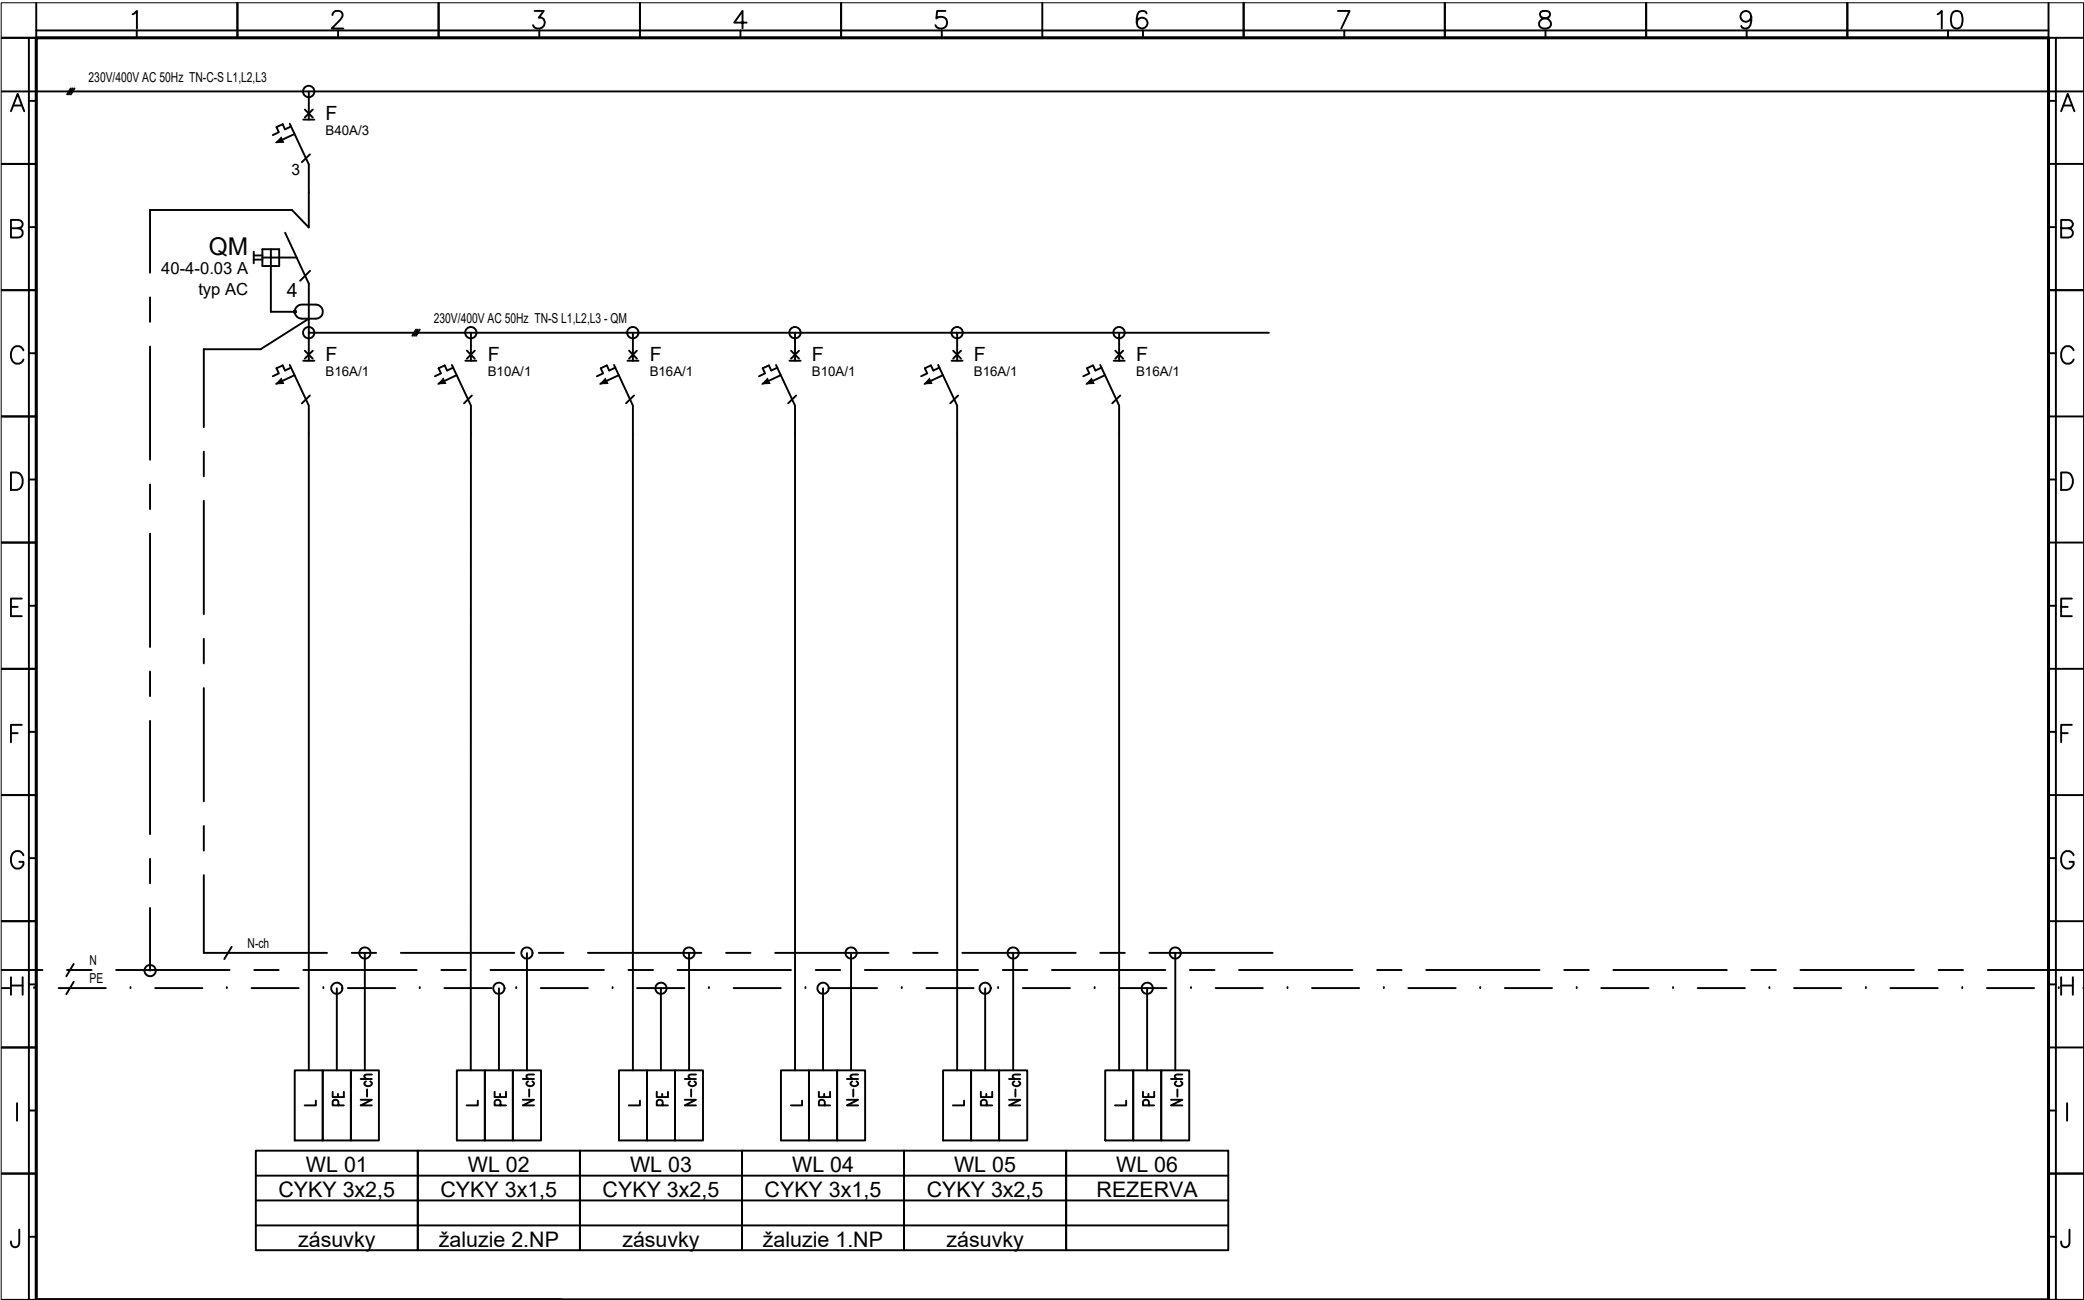 1 2 3 4 5 6 7 8 9 10
230V/400V AC 50Hz TN-C-S L1,L2,L3
A A
F
B40A/3
3
B B
QM
40-4-0.03 A
typ AC
4
230V/400V AC 50Hz TN-S L1,L2,L3 - QM
C C
F F F F F F
B16A/1 B10A/1 B16A/1 B10A/1 B16A/1 B16A/1
D D
E E
F F
G G
N-ch
N
PE
H H
L PE N-ch L PE N-ch L PE N-ch L PE N-ch L PE N-ch L PE N-ch
I I
WL 01 WL 02 WL 03 WL 04 WL 05 WL 06
CYKY 3x2,5 CYKY 3x1,5 CYKY 3x2,5 CYKY 3x1,5 CYKY 3x2,5 REZERVA
J J
zásuvky žaluzie 2.NP zásuvky žaluzie 1.NP zásuvky